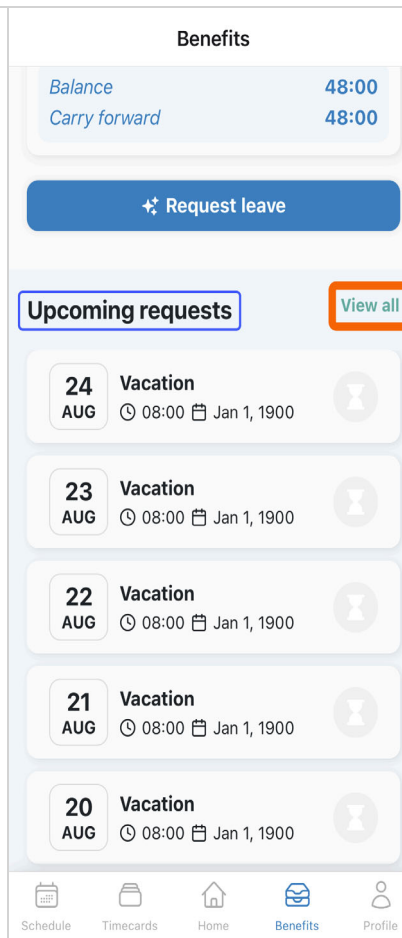 Benefits
Balance 48:00
Carry forward 48:00
Request leave
Upcoming requests View all
24 Vacation
AUG 08:00 Jan 1, 1900
23 Vacation
AUG 08:00 Jan 1, 1900
22 Vacation
AUG 08:00 Jan 1, 1900
21 Vacation
AUG 08:00 Jan 1, 1900
20 Vacation
AUG 08:00 Jan 1, 1900
Schedule Timecards Home Benefits Profile